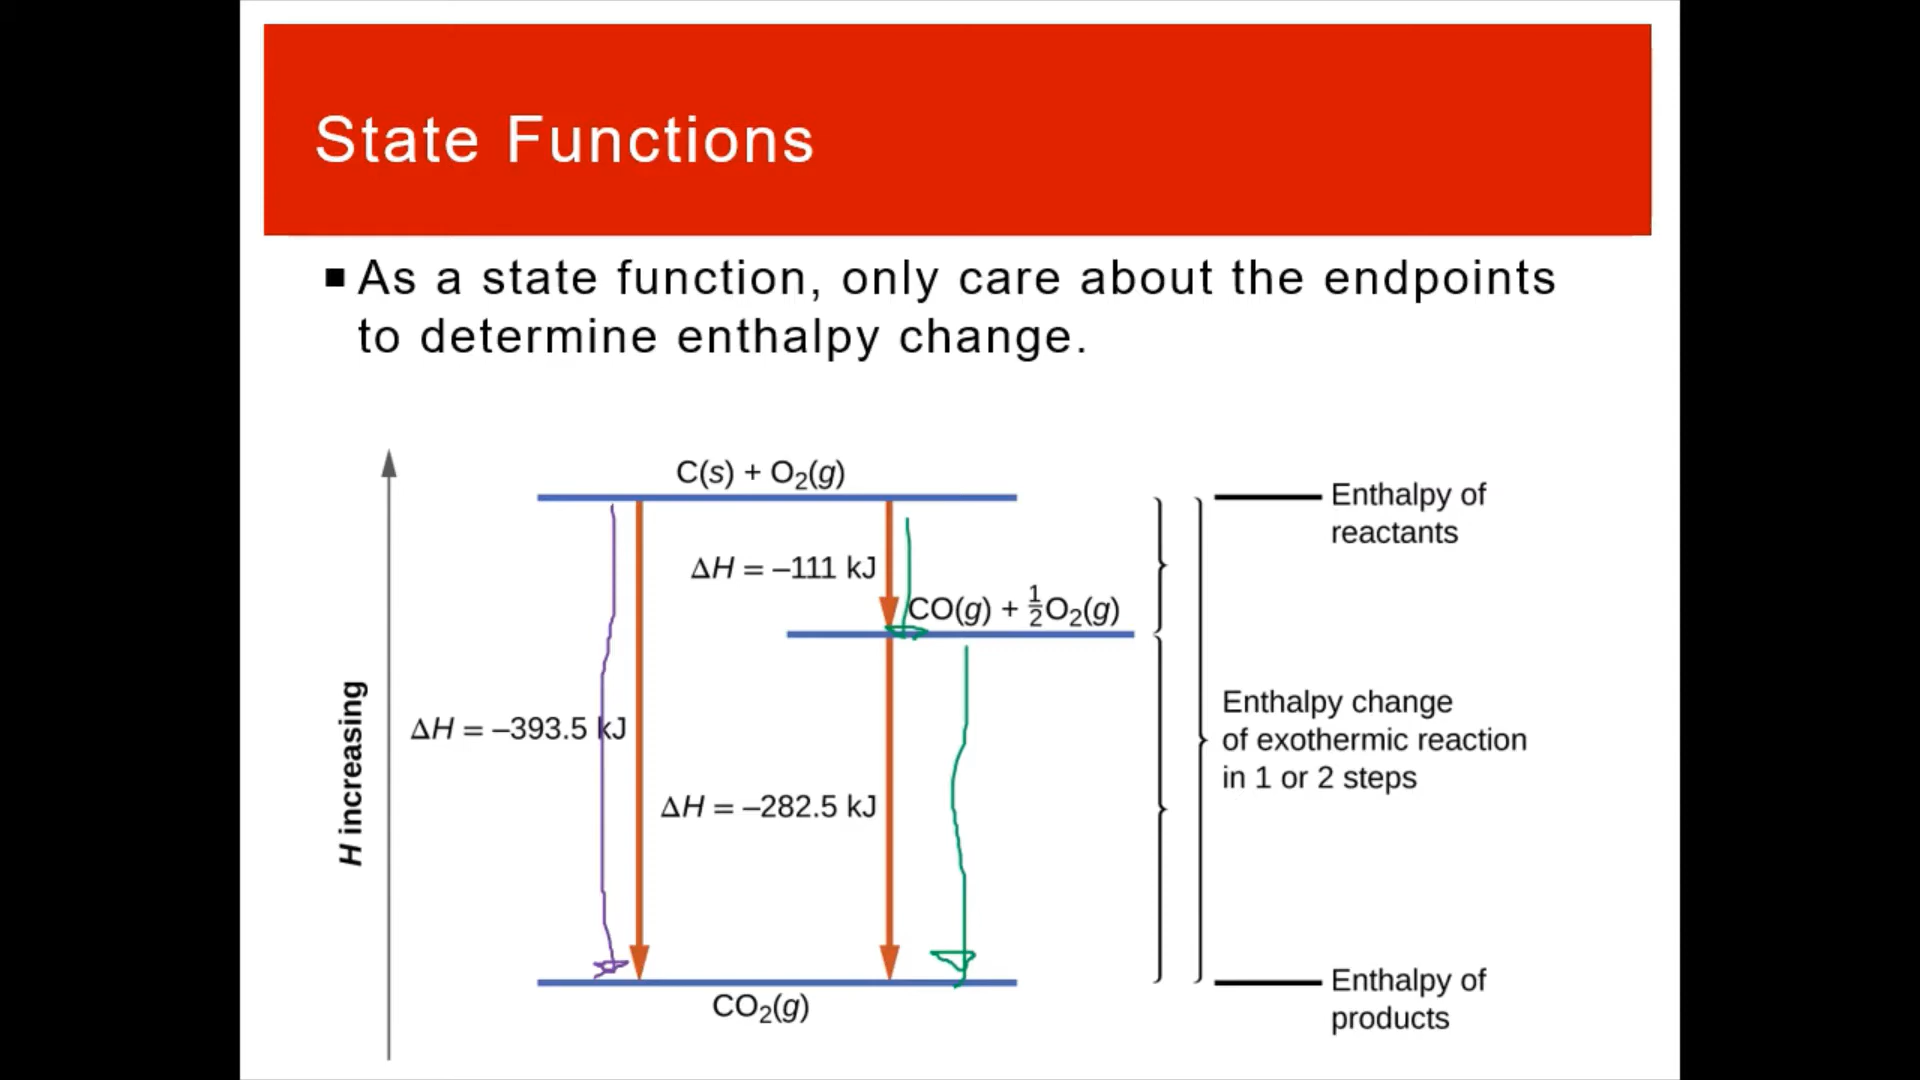 State Functions
■ As a state function, only care about the endpoints
to determine enthalpy change.
C(s) + O₂(g)
Enthalpy of
reactants
ΔH = –111 kJ
CO(g) + ½O₂(g)
H increasing
ΔH = –393.5 kJ
ΔH = –282.5 kJ
Enthalpy change
of exothermic reaction
in 1 or 2 steps
CO₂(g)
Enthalpy of
products